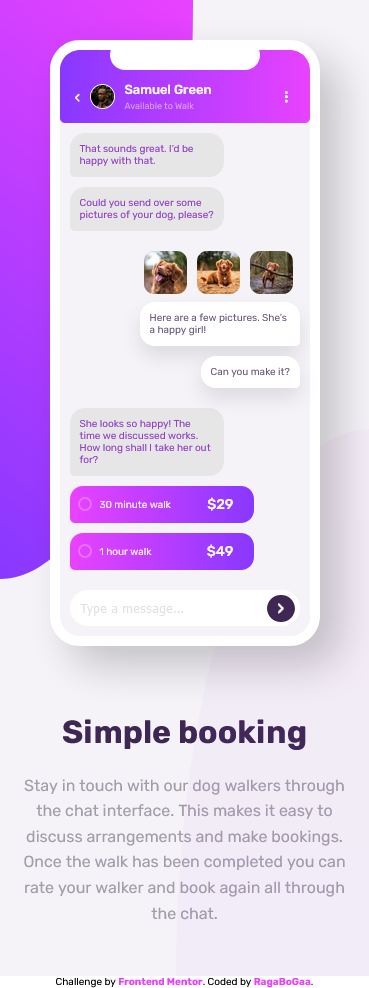 Samuel Green
Available to Walk
That sounds great. I'd be
happy with that.
Could you send over some
pictures of your dog, please?
Here are a few pictures. She's
a happy girl!
Can you make it?
She looks so happy! The
time we discussed works.
How long shall I take her out
for?
30 minute walk $29
1 hour walk $49
Type a message...
Simple booking
Stay in touch with our dog walkers through
the chat interface. This makes it easy to
discuss arrangements and make bookings.
Once the walk has been completed you can
rate your walker and book again all through
the chat.
Challenge by Frontend Mentor. Coded by RagaBoGaa.